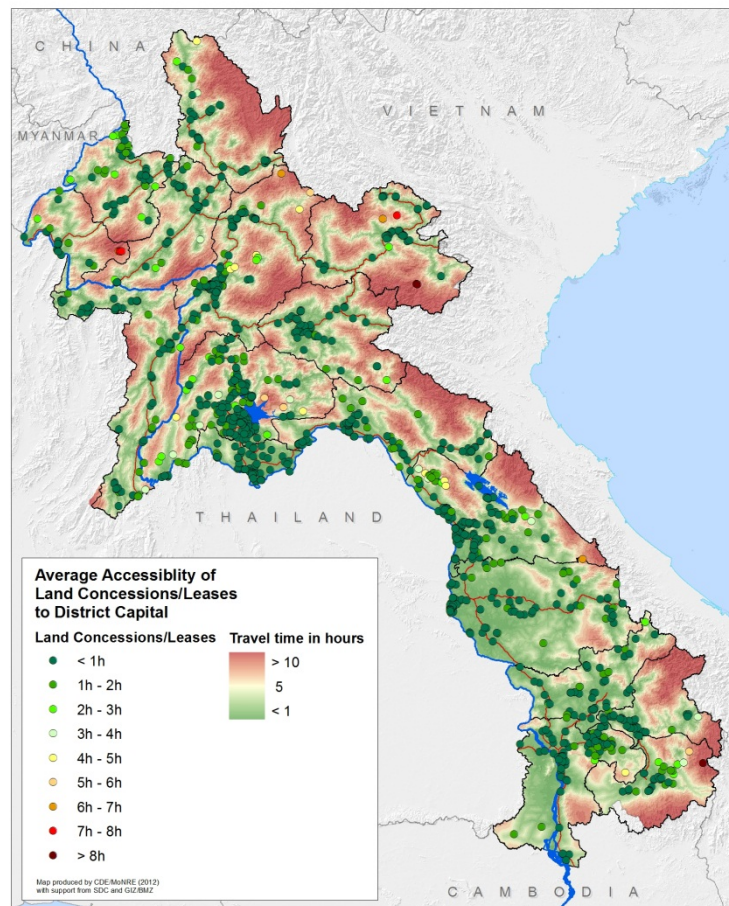 CHINA
VIETNAM
MYANMAR
THAILAND
Average Accessiblity of
Land Concessions/Leases
to District Capital
Land Concessions/Leases
Travel time in hours
< 1h
1h - 2h
2h - 3h
3h - 4h
4h - 5h
5h - 6h
6h - 7h
7h - 8h
> 8h
> 10
5
< 1
Map produced by CDE/MoNRE (2012)
with support from SDC and GIZ/BMZ
CAMBODIA